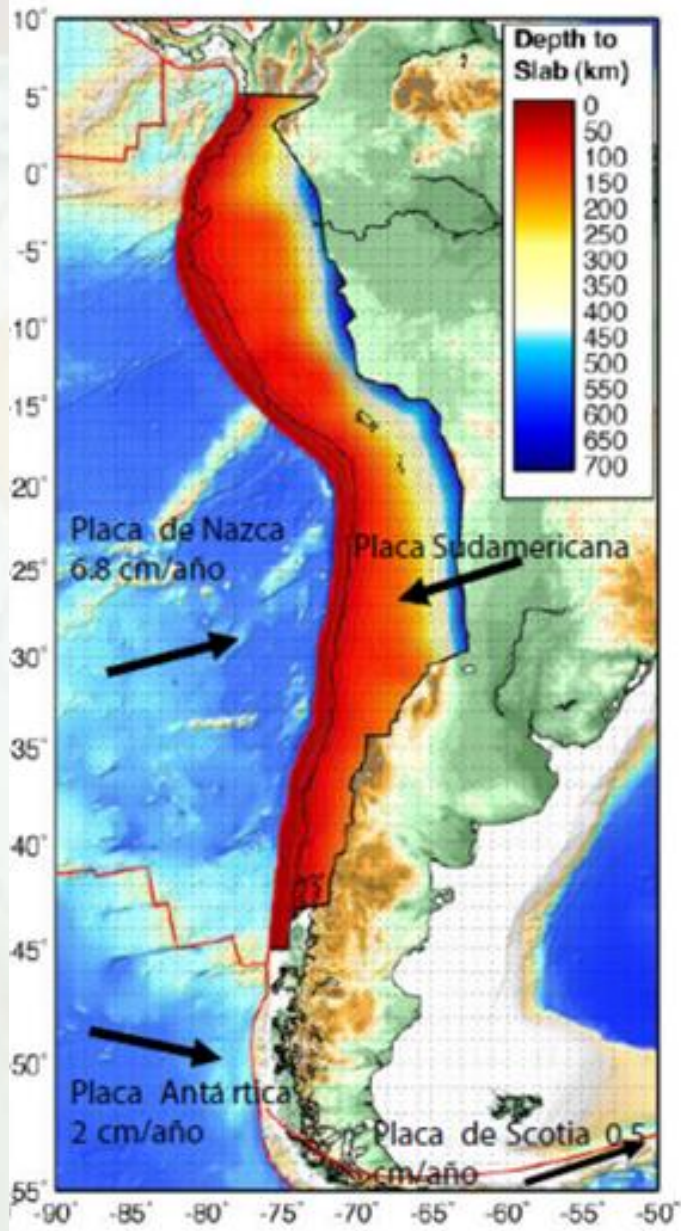 Depth to
Slab (km)
0
50
100
150
200
250
300
350
400
450
500
550
600
650
700
10°
5°
0°
-5°
-10°
-15°
-20°
-25°
-30°
-35°
-40°
-45°
-50°
-55°
Placa de Nazca
6.8 cm/año
Placa Sudamericana
Placa Antá rtica
2 cm/año
Placa de Scotia 0.5
cm/año
-90° -85° -80° -75° -70° -65° -60° -55° -50°